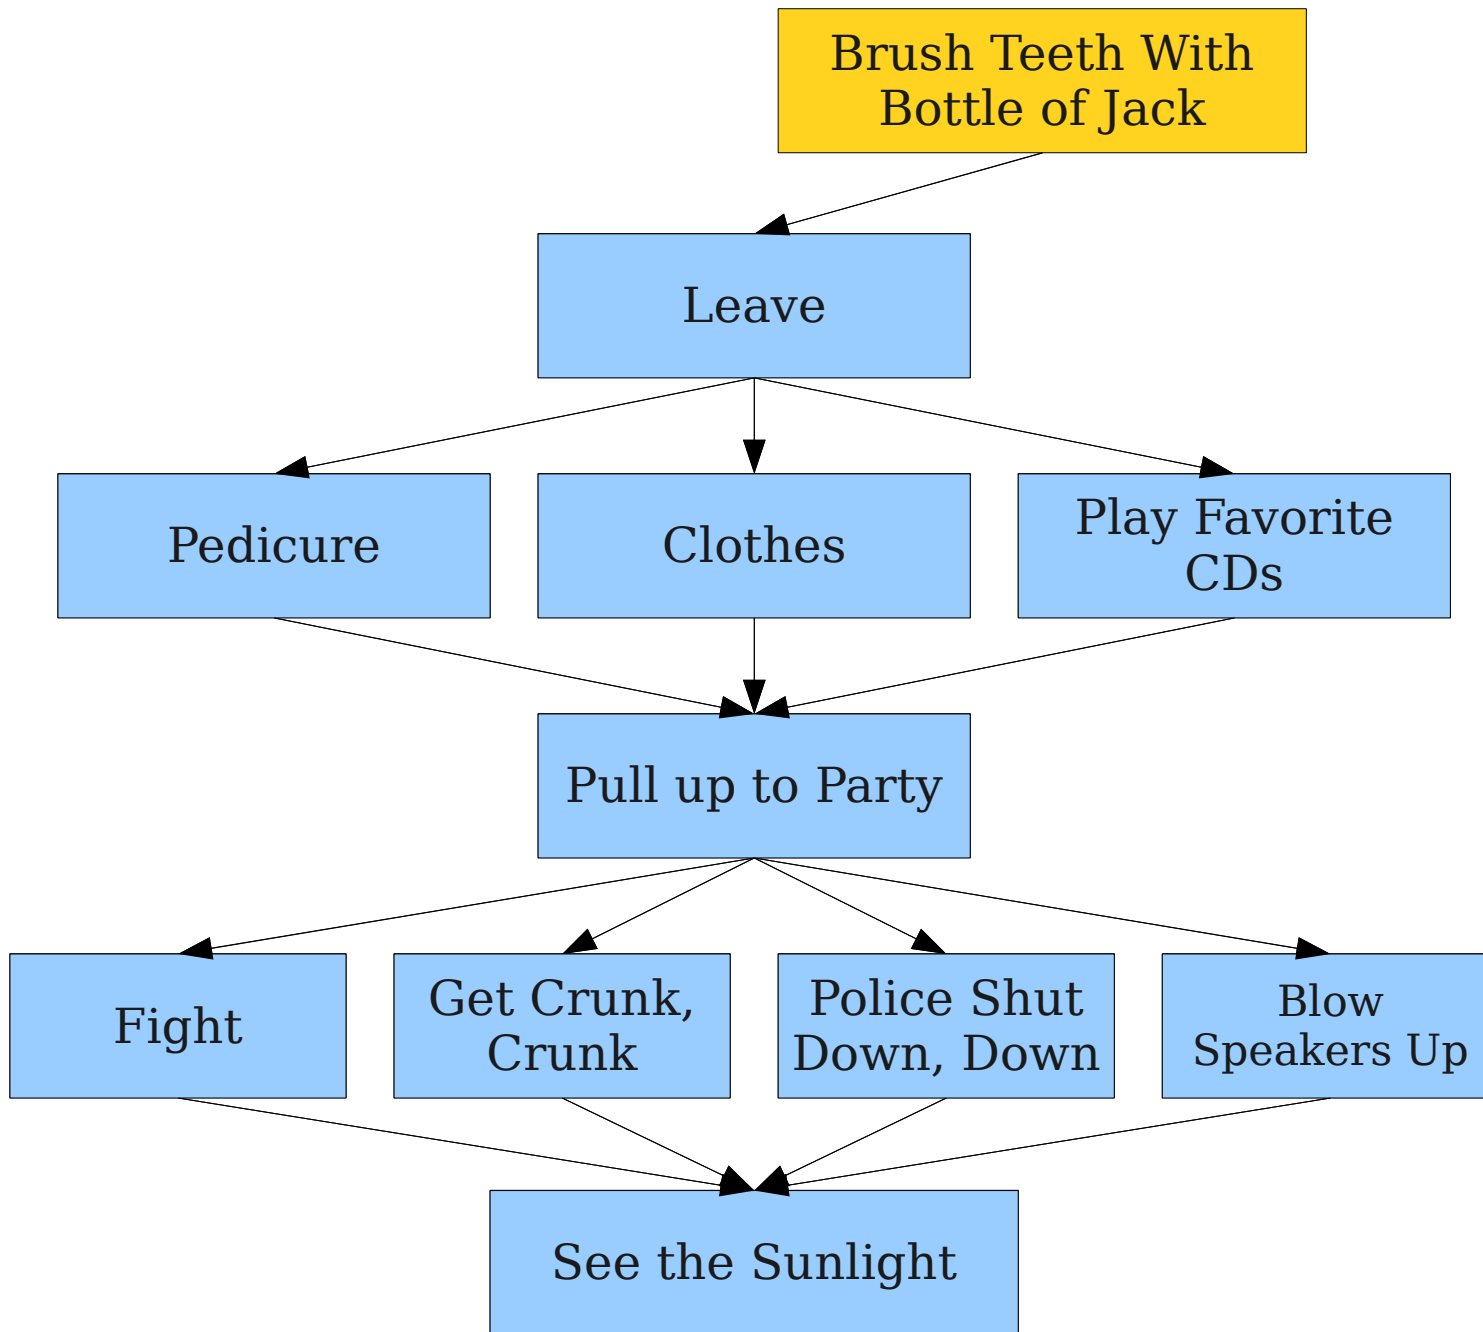 Brush Teeth With
Bottle of Jack
Leave
Pedicure
Clothes
Play Favorite
CDs
Pull up to Party
Fight
Get Crunk,
Crunk
Police Shut
Down, Down
Blow
Speakers Up
See the Sunlight